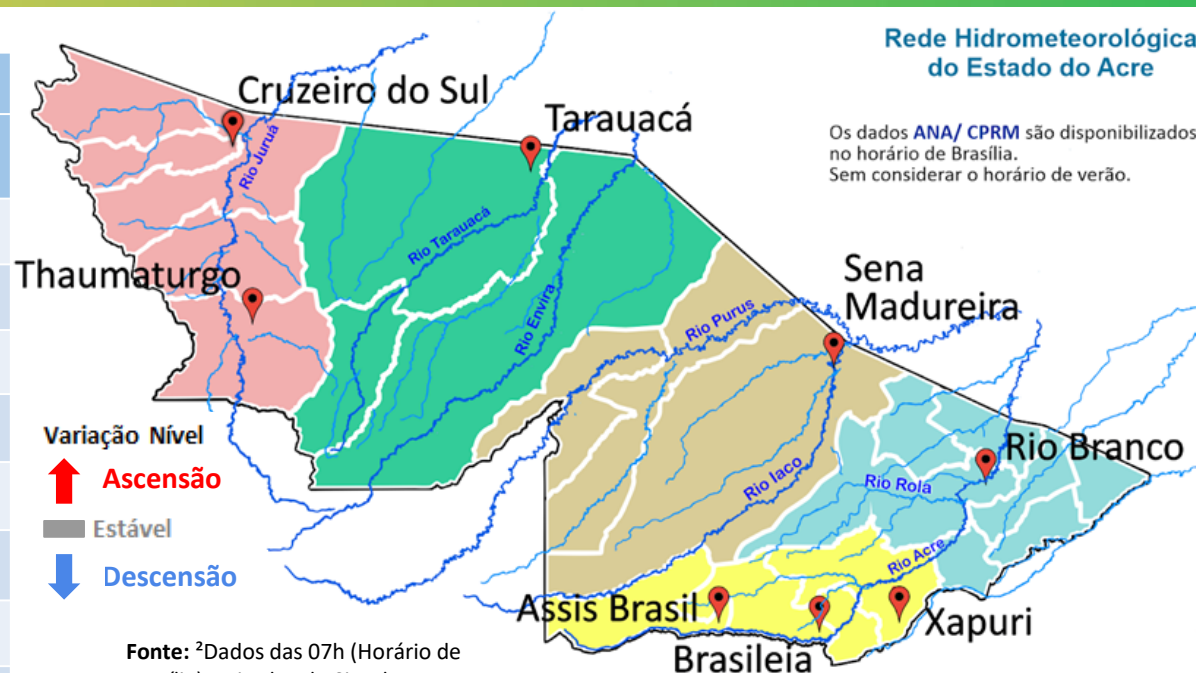 Rede Hidrometeorológica
do Estado do Acre
Os dados ANA/ CPRM são disponibilizados
no horário de Brasília.
Sem considerar o horário de verão.
Cruzeiro do Sul
Tarauacá
Rio Juruá
Rio Tarauacá
Thaumaturgo
Rio Envira
Sena
Madureira
Rio Purus
Rio Iaco
Rio Branco
Rio Rola
Rio Acre
Assis Brasil
Brasileia
Xapuri
Variação Nível
Ascensão
Estável
Descensão
Fonte: ²Dados das 07h (Horário de